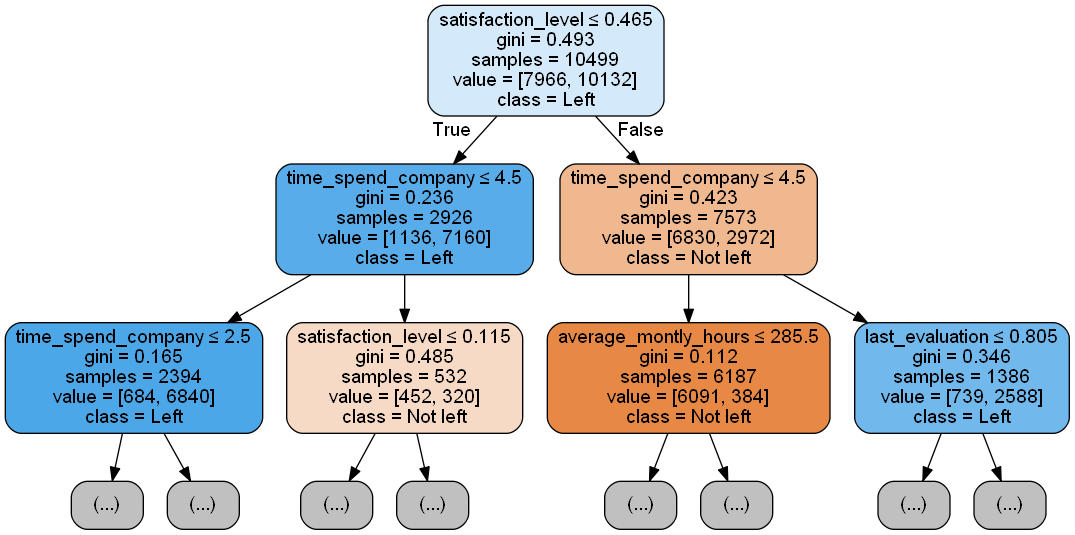 satisfaction_level ≤ 0.465
gini = 0.493
samples = 10499
value = [7966, 10132]
class = Left
True
False
time_spend_company ≤ 4.5
gini = 0.236
samples = 2926
value = [1136, 7160]
class = Left
time_spend_company ≤ 4.5
gini = 0.423
samples = 7573
value = [6830, 2972]
class = Not left
time_spend_company ≤ 2.5
gini = 0.165
samples = 2394
value = [684, 6840]
class = Left
satisfaction_level ≤ 0.115
gini = 0.485
samples = 532
value = [452, 320]
class = Not left
average_montly_hours ≤ 285.5
gini = 0.112
samples = 6187
value = [6091, 384]
class = Not left
last_evaluation ≤ 0.805
gini = 0.346
samples = 1386
value = [739, 2588]
class = Left
(...)
(...)
(...)
(...)
(...)
(...)
(...)
(...)